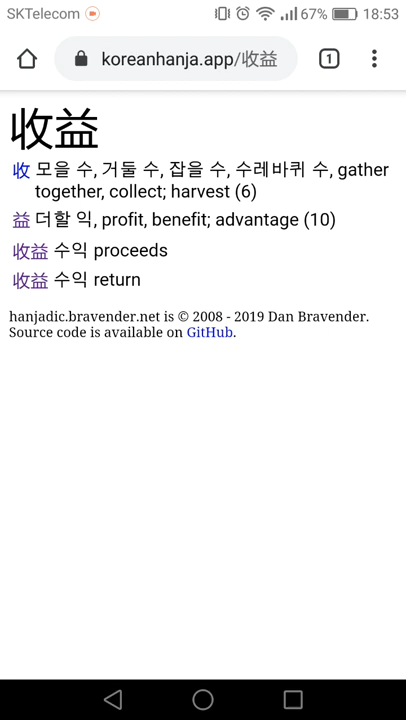 SKTelecom 67% 18:53
koreanhanja.app/收益 1
收益
收 모을 수, 거둘 수, 잡을 수, 수레바퀴 수, gather
together, collect; harvest (6)
益 더할 익, profit, benefit; advantage (10)
收益 수익 proceeds
收益 수익 return
hanjadic.bravender.net is © 2008 - 2019 Dan Bravender.
Source code is available on GitHub.